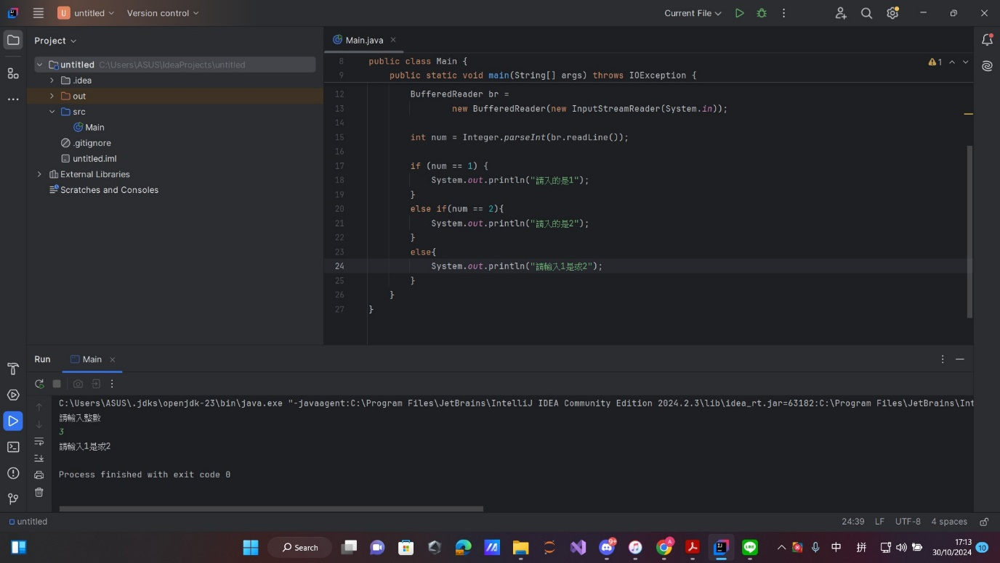 U untitled Version control Current File
Project
Main.java
untitled C:\Users\ASUS\IdeaProjects\untitled
.idea
out
src
Main
.gitignore
untitled.iml
External Libraries
Scratches and Consoles
8 public class Main {
9 public static void main(String[] args) throws IOException {
1
12 BufferedReader br =
13 new BufferedReader(new InputStreamReader(System.in));
14
15 int num = Integer.parseInt(br.readLine());
16
17 if (num == 1) {
18 System.out.println("請入的是1");
19 }
20 else if(num == 2){
21 System.out.println("請入的是2");
22 }
23 else{
24 System.out.println("請輸入1是或2");
25 }
26 }
27 }
Run Main
C:\Users\ASUS\.jdks\openjdk-23\bin\java.exe "-javaagent:C:\Program Files\JetBrains\IntelliJ IDEA Community Edition 2024.2.3\lib\idea_rt.jar=63182:C:\Program Files\JetBrains\Int
請輸入整數
3
請輸入1是或2
Process finished with exit code 0
untitled 24:39 LF UTF-8 4 spaces
Search 中 拼 17:13
30/10/2024 10